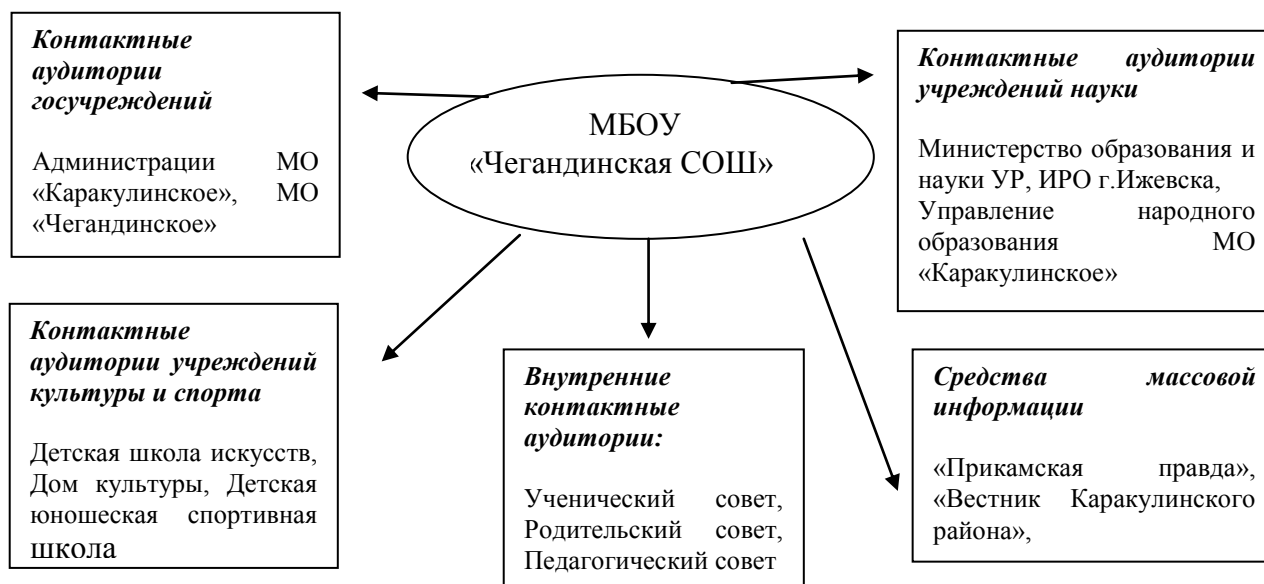 Контактные
аудитории
госучреждений
Администрации МО
«Каракулинское», МО
«Чегандинское»
МБОУ
«Чегандинская СОШ»
Контактные аудитории
учреждений науки
Министерство образования и
науки УР, ИРО г.Ижевска,
Управление народного
образования МО
«Каракулинское»
Контактные
аудитории учреждений
культуры и спорта
Детская школа искусств,
Дом культуры, Детская
юношеская спортивная
школа
Внутренние
контактные
аудитории:
Ученический совет,
Родительский совет,
Педагогический совет
Средства массовой
информации
«Прикамская правда»,
«Вестник Каракулинского
района»,